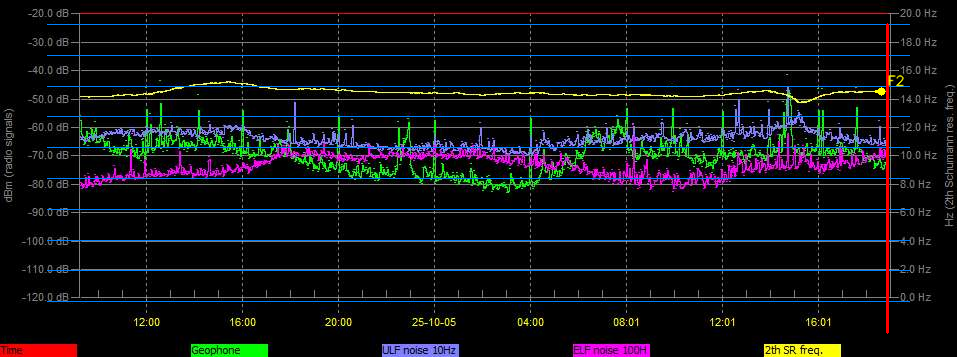 -20.0 dB 20.0 Hz
-30.0 dB 18.0 Hz
-40.0 dB 16.0 Hz
F2
-50.0 dB 14.0 Hz
-60.0 dB 12.0 Hz
-70.0 dB 10.0 Hz
-80.0 dB 8.0 Hz
-90.0 dB 6.0 Hz
-100.0 dB 4.0 Hz
-110.0 dB 2.0 Hz
-120.0 dB 0.0 Hz
dBm (radio signals)
Hz (2th Schumann res. freq.)
12:00 16:00 20:00 25-10-05 04:00 08:01 12:01 16:01
Time Geophone ULF noise 10Hz ELF noise 100H 2th SR freq.